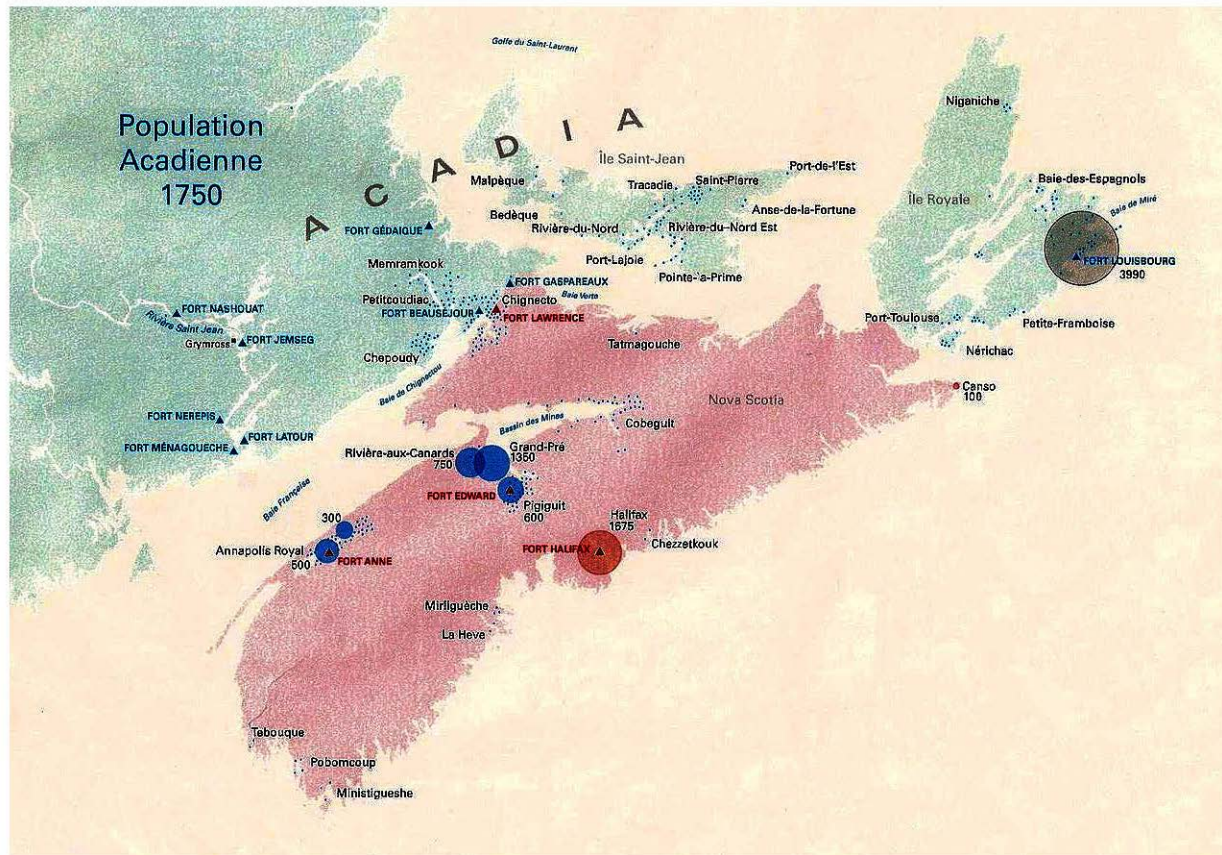 Golfe du Saint-Laurent
Population
Acadienne
1750
ACADIA
Niganiche
Île Saint-Jean
Port-de-l'Est
Malpèque
Tracadie
Saint-Pierre
Baie-des-Espagnols
Île Royale
Baie de Miré
Bedèque
Anse-de-la-Fortune
Rivière-du-Nord
Rivière-du-Nord Est
FORT GÉDAIQUE
Port-Lajoie
Pointe-la-Prime
FORT LOUISBOURG
3990
Memramkook
FORT GASPAREAUX
Petitcoudiac
Chignecto
Baie Verte
FORT BEAUSÉJOUR
FORT LAWRENCE
FORT NASHOUAT
Rivière Saint Jean
Grymross
FORT JEMSEG
Port-Toulouse
Petite-Framboise
Chepoudy
Tatmagouche
Nérichac
Baie de Chignectou
Canso
100
Nova Scotia
FORT NEREPIS
Bassin des Mines
Cobeguit
FORT LATOUR
FORT MÉNAGOUECHE
Rivière-aux-Canards
750
Grand-Pré
1350
FORT EDWARD
Pigiguit
600
Baie Française
300
Halifax
1675
Annapolis Royal
500
FORT ANNE
FORT HALIFAX
Chezzetkouk
Mirliguèche
La Heve
Tebouque
Pobomcoup
Ministigueshe